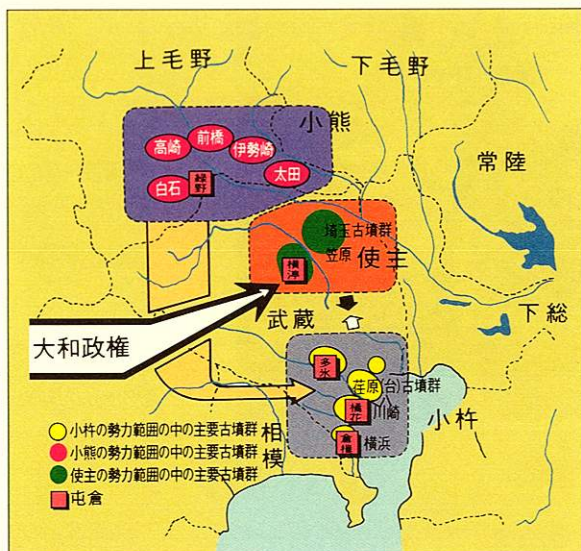 上毛野
下毛野
小熊
高崎
前橋
伊勢崎
太田
白石
緑野
常陸
埼玉古墳群
笠原
使主
横渟
武蔵
下総
大和政権
多氷
荏原(台)古墳群
橘花
川崎
小杵
倉樔
横浜
相模
○小杵の勢力範囲の中の主要古墳群
●小熊の勢力範囲の中の主要古墳群
●使主の勢力範囲の中の主要古墳群
屯倉